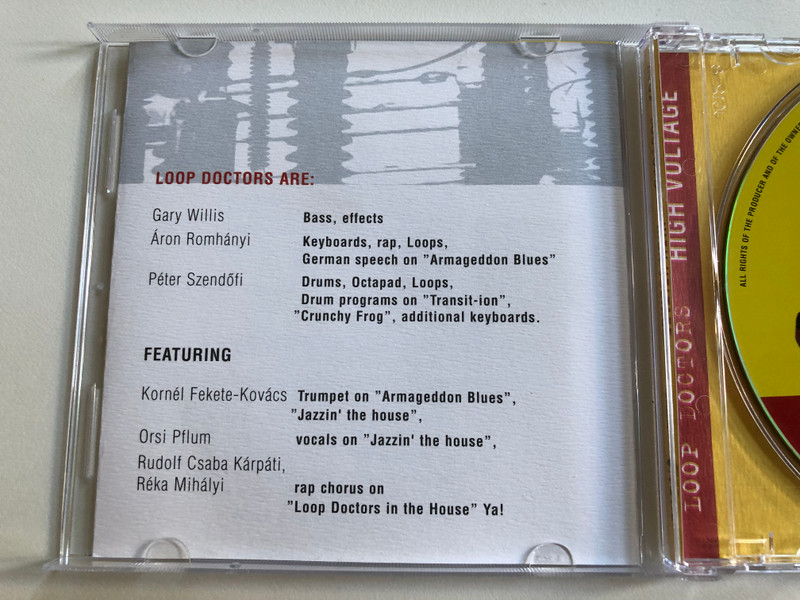 LOOP DOCTORS ARE:
Gary Willis Bass, effects
Áron Romhányi Keyboards, rap, Loops,
German speech on "Armageddon Blues"
Péter Szendőfi Drums, Octapad, Loops,
Drum programs on "Transit-ion",
"Crunchy Frog", additional keyboards.
FEATURING
Kornél Fekete-Kovács Trumpet on "Armageddon Blues",
"Jazzin' the house",
Orsi Pflum vocals on "Jazzin' the house",
Rudolf Csaba Kárpáti,
Réka Mihályi rap chorus on
"Loop Doctors in the House" Ya!
LOOP DOCTORS HIGH VOLTAGE
ALL RIGHTS OF THE PRODUCER AND OF THE OWNER